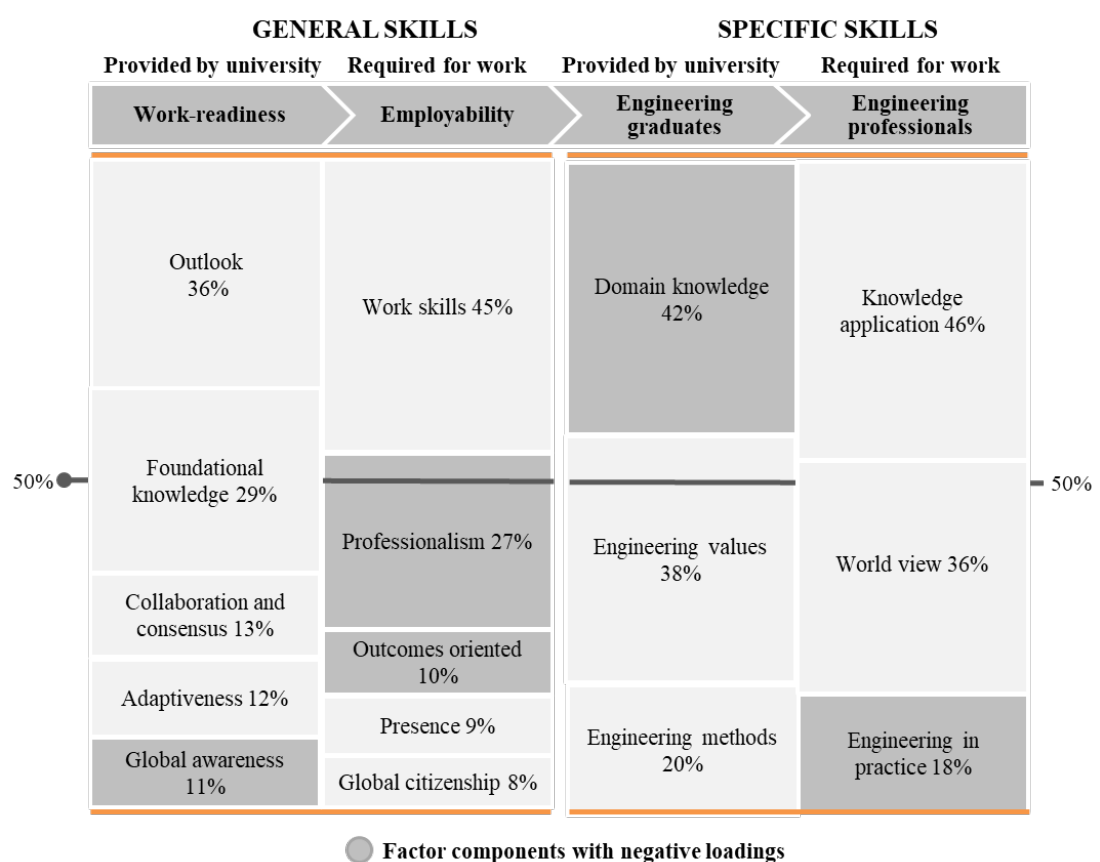 GENERAL SKILLS
SPECIFIC SKILLS
Provided by university
Required for work
Provided by university
Required for work
Work-readiness
Employability
Engineering
graduates
Engineering
professionals
Outlook
36%
Foundational
knowledge 29%
Collaboration and
consensus 13%
Adaptiveness 12%
Global awareness
11%
Work skills 45%
Professionalism 27%
Outcomes oriented
10%
Presence 9%
Global citizenship 8%
Domain knowledge
42%
Engineering values
38%
Engineering methods
20%
Knowledge
application 46%
World view 36%
Engineering in
practice 18%
50%
50%
Factor components with negative loadings